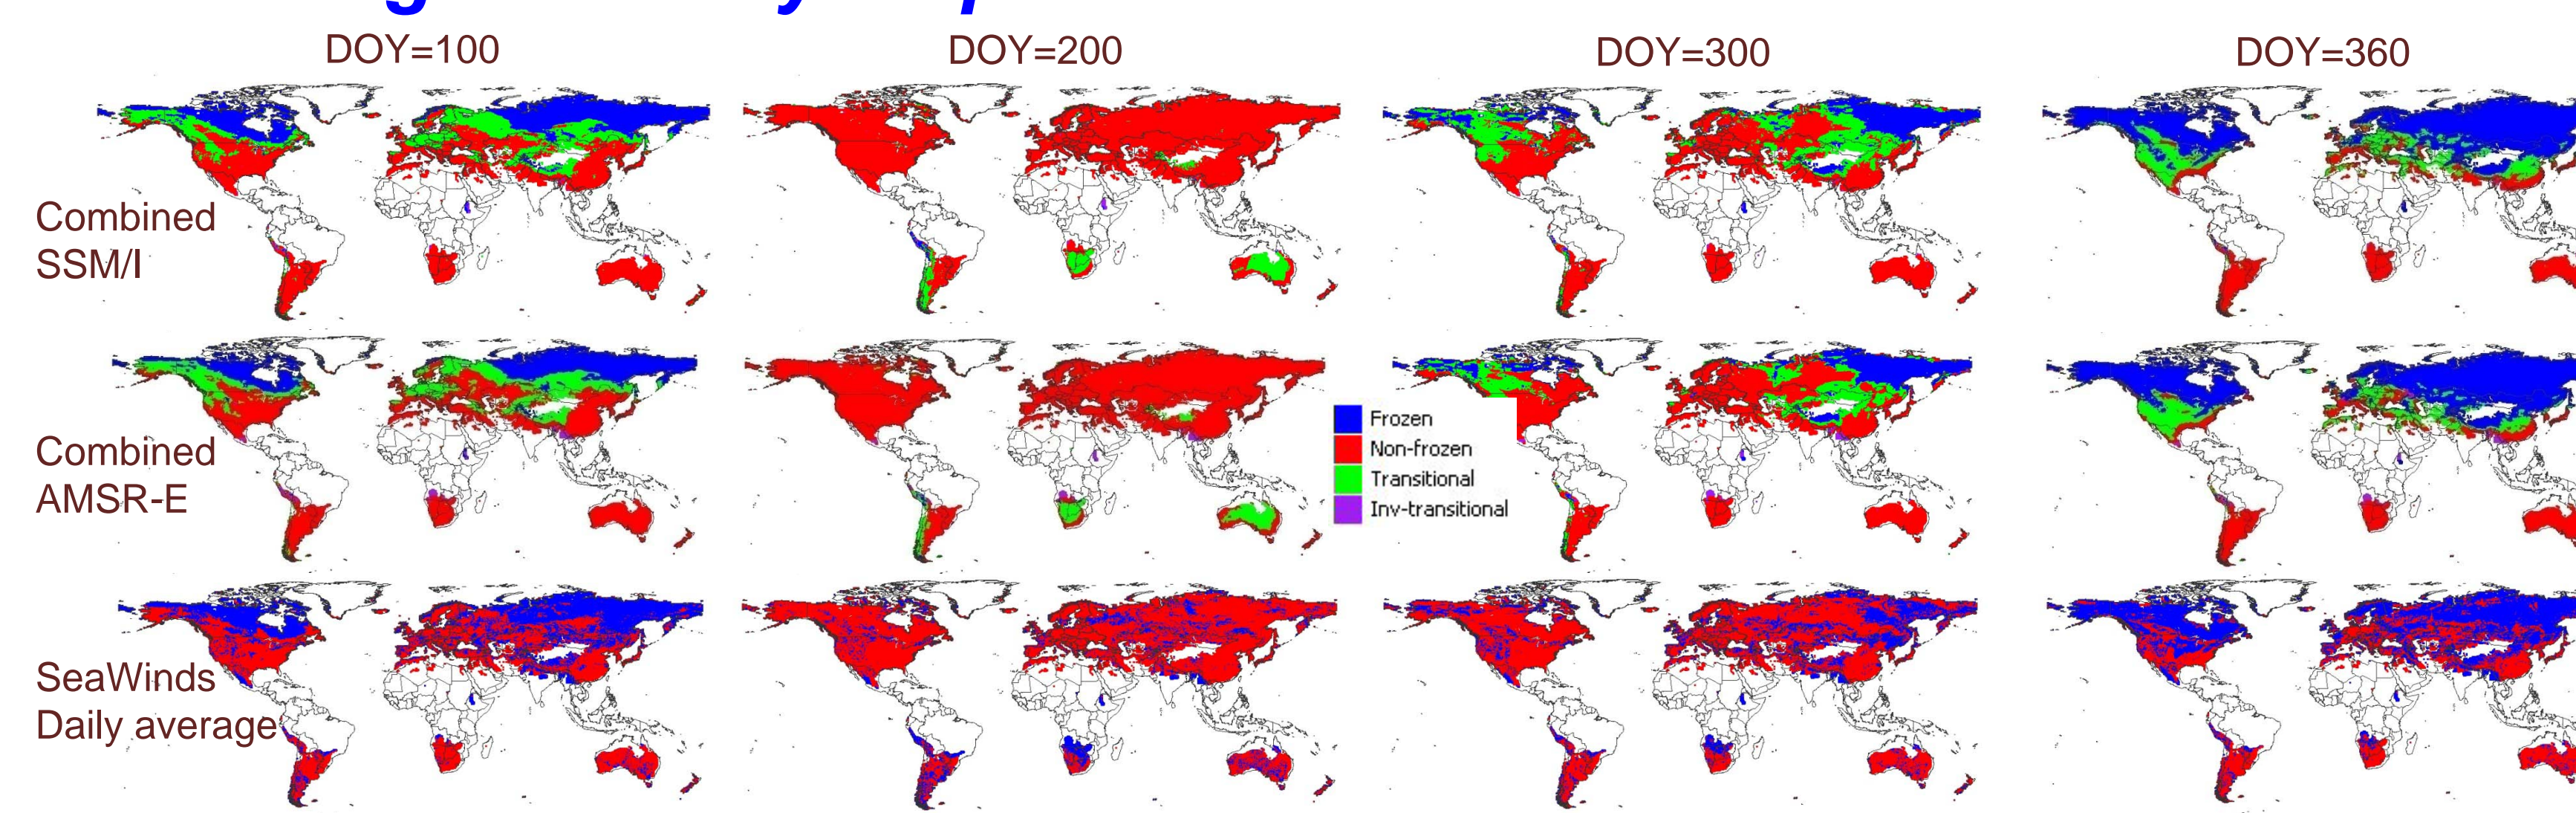 DOY=100
DOY=200
DOY=300
DOY=360
Combined
SSM/I
Combined
AMSR-E
Frozen
Non-frozen
Transitional
Inv-transitional
SeaWinds
Daily average